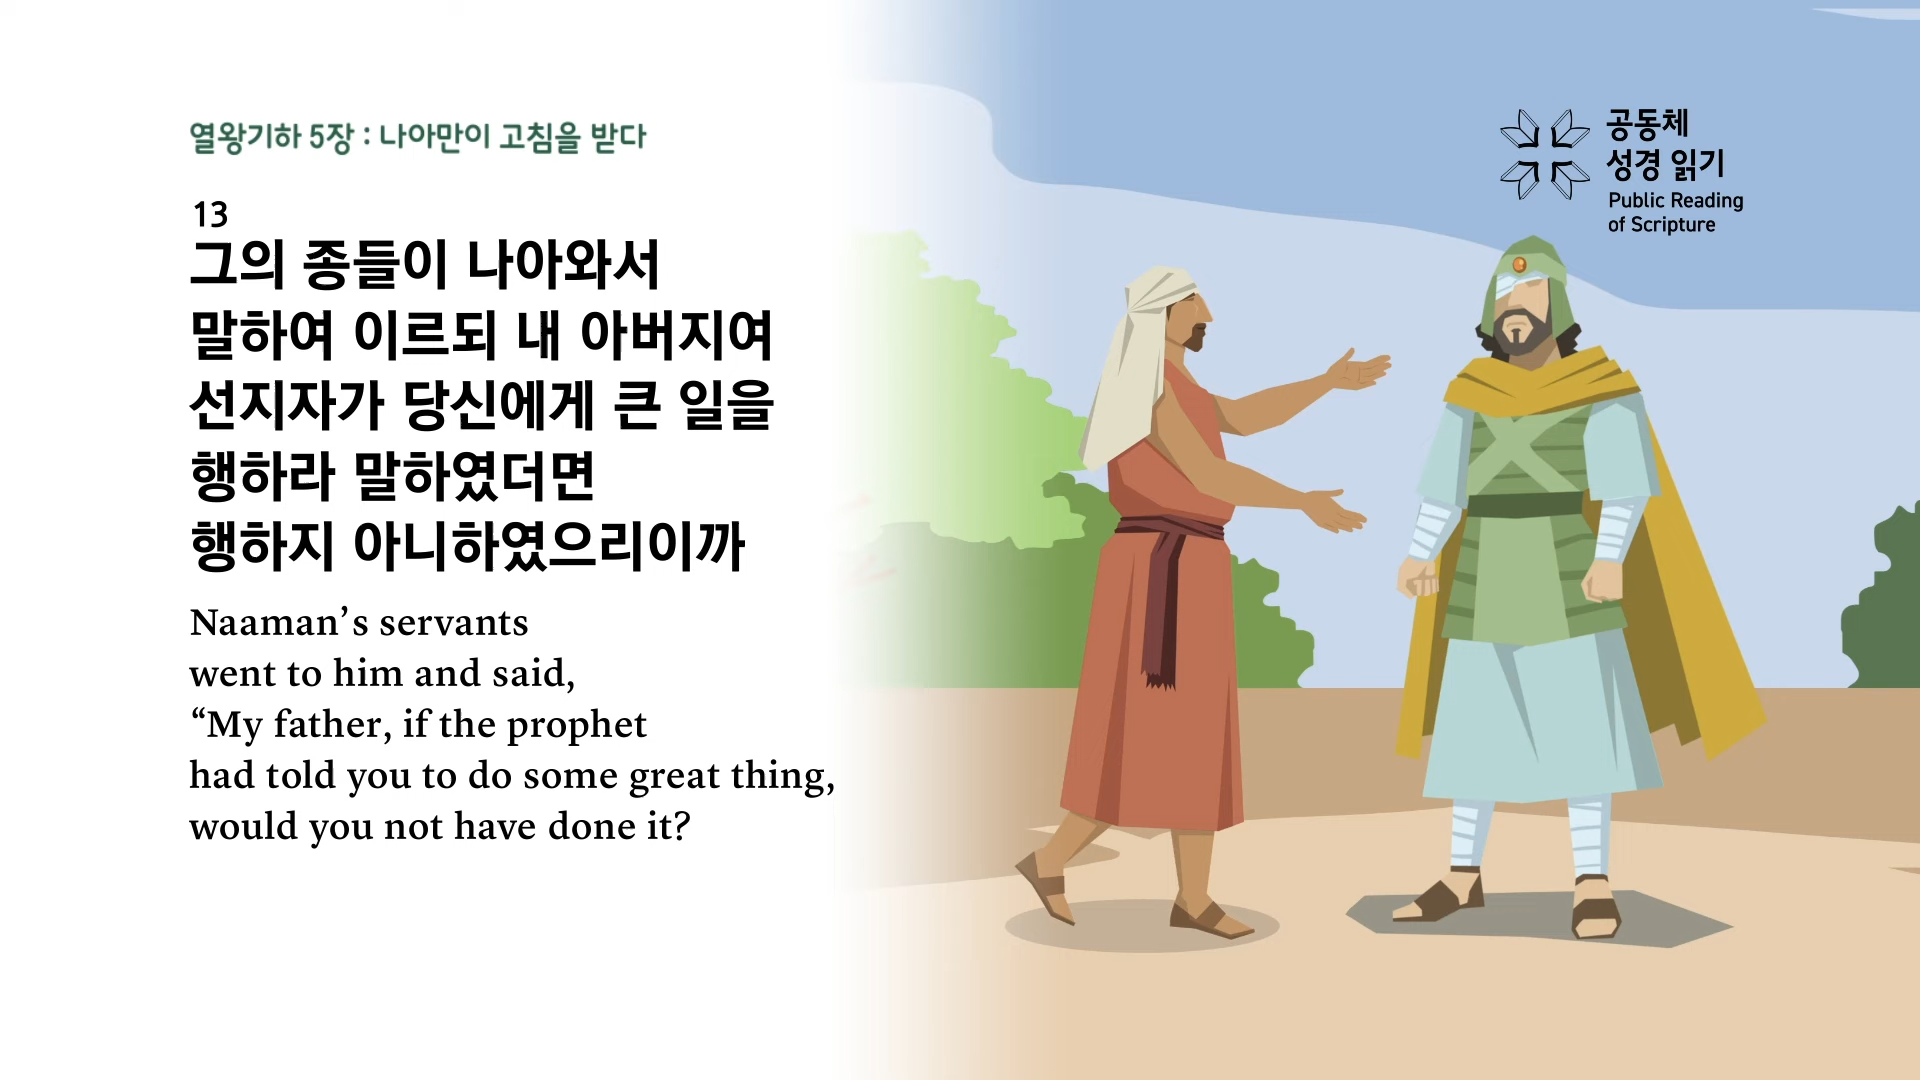 열왕기하 5장 : 나아만이 고침을 받다
13
그의 종들이 나아와서
말하여 이르되 내 아버지여
선지자가 당신에게 큰 일을
행하라 말하였더면
행하지 아니하였으리이까
Naaman’s servants
went to him and said,
“My father, if the prophet
had told you to do some great thing,
would you not have done it?
공동체
성경 읽기
Public Reading
of Scripture